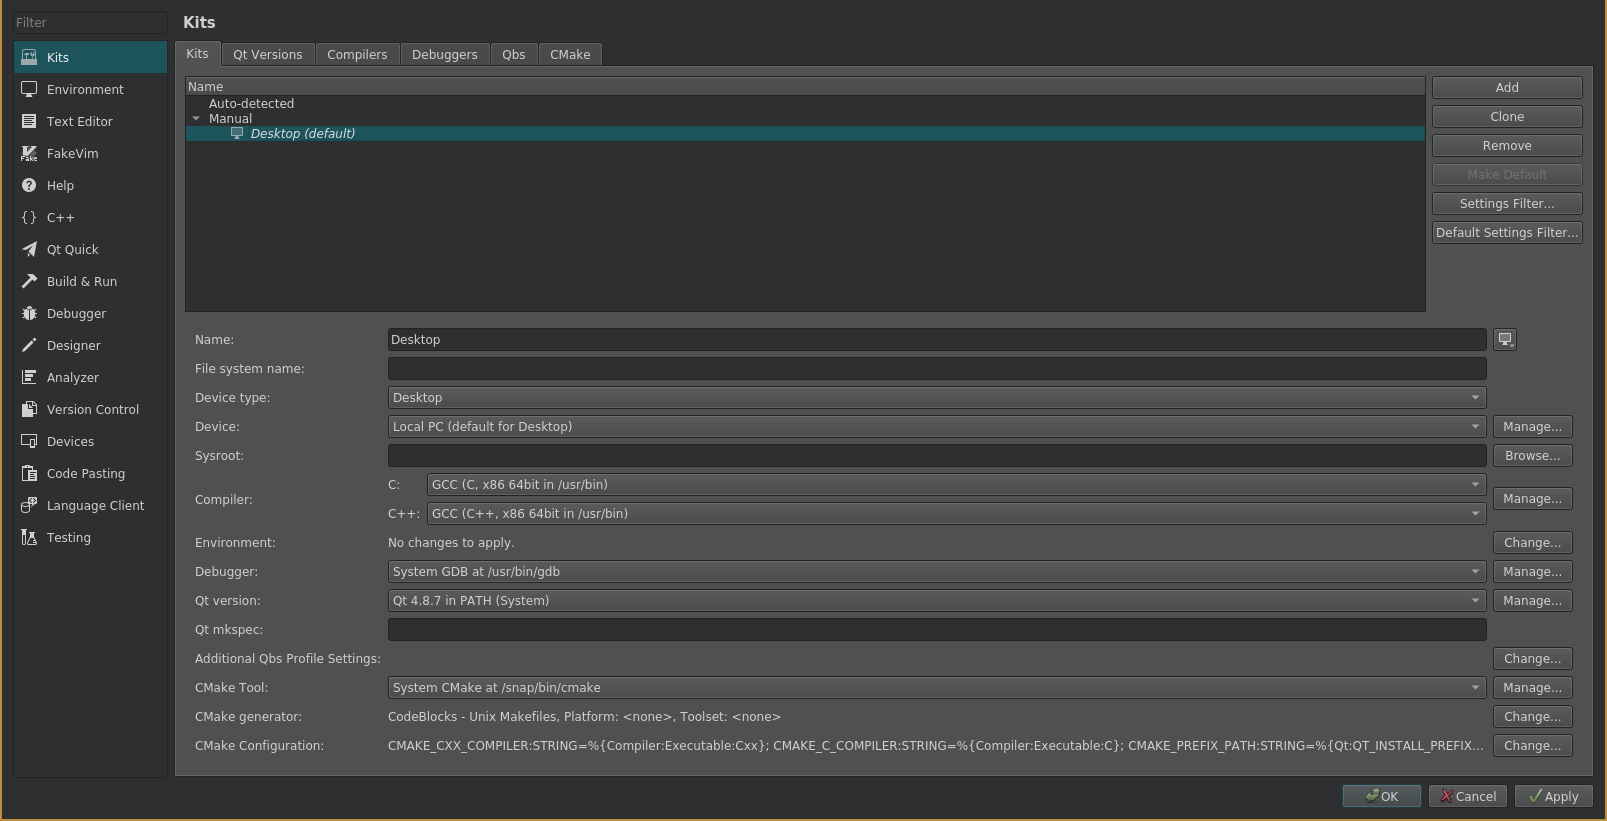 Filter
Kits
Environment
Text Editor
FakeVim
Help
C++
Qt Quick
Build & Run
Debugger
Designer
Analyzer
Version Control
Devices
Code Pasting
Language Client
Testing
Kits
Kits Qt Versions Compilers Debuggers Qbs CMake
Name
Auto-detected
Manual
Desktop (default)
Add
Clone
Remove
Make Default
Settings Filter...
Default Settings Filter...
Name: Desktop
File system name:
Device type: Desktop
Device: Local PC (default for Desktop) Manage...
Sysroot: Browse...
Compiler: C: GCC (C, x86 64bit in /usr/bin) Manage...
C++: GCC (C++, x86 64bit in /usr/bin)
Environment: No changes to apply. Change...
Debugger: System GDB at /usr/bin/gdb Manage...
Qt version: Qt 4.8.7 in PATH (System) Manage...
Qt mkspec:
Additional Qbs Profile Settings: Change...
CMake Tool: System CMake at /snap/bin/cmake Manage...
CMake generator: CodeBlocks - Unix Makefiles, Platform: <none>, Toolset: <none> Change...
CMake Configuration: CMAKE_CXX_COMPILER:STRING=%{Compiler:Executable:Cxx}; CMAKE_C_COMPILER:STRING=%{Compiler:Executable:C}; CMAKE_PREFIX_PATH:STRING=%{Qt:QT_INSTALL_PREFIX... Change...
OK Cancel Apply